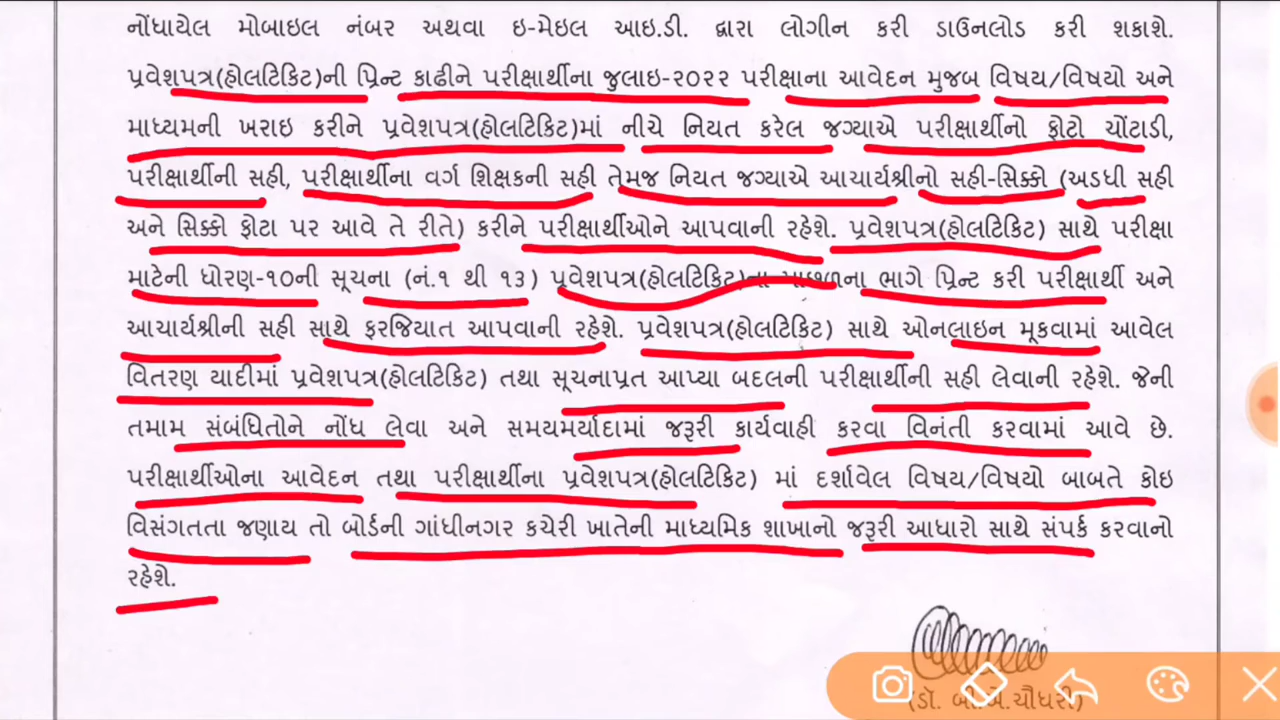 નોંધાયેલ મોબાઇલ નંબર અથવા ઇ-મેઇલ આઇ.ડી. દ્વારા લોગીન કરી ડાઉનલોડ કરી શકાશે.
પ્રવેશપત્ર(હોલટિકિટ)ની પ્રિન્ટ કાઢીને પરીક્ષાર્થીના જુલાઇ-૨૦૨૨ પરીક્ષાના આવેદન મુજબ વિષય/વિષયો અને
માધ્યમની ખરાઇ કરીને પ્રવેશપત્ર(હોલટિકિટ)માં નીચે નિયત કરેલ જગ્યાએ પરીક્ષાર્થીનો ફોટો ચોંટાડી,
પરીક્ષાર્થીની સહી, પરીક્ષાર્થીના વર્ગ શિક્ષકની સહી તેમજ નિયત જગ્યાએ આચાર્યશ્રીનો સહી-સિક્કો (અડધી સહી
અને સિક્કો ફોટા પર આવે તે રીતે) કરીને પરીક્ષાર્થીઓને આપવાની રહેશે. પ્રવેશપત્ર(હોલટિકિટ) સાથે પરીક્ષા
માટેની ધોરણ-૧૦ની સૂચના (નં.૧ થી ૧૩) પ્રવેશપત્ર(હોલટિકિટ)ના પાછળના ભાગે પ્રિન્ટ કરી પરીક્ષાર્થી અને
આચાર્યશ્રીની સહી સાથે ફરજિયાત આપવાની રહેશે. પ્રવેશપત્ર(હોલટિકિટ) સાથે ઓનલાઇન મૂકવામાં આવેલ
વિતરણ યાદીમાં પ્રવેશપત્ર(હોલટિકિટ) તથા સૂચનાપ્રત આપ્યા બદલની પરીક્ષાર્થીની સહી લેવાની રહેશે. જેની
તમામ સંબંધિતોને નોંધ લેવા અને સમયમર્યાદામાં જરૂરી કાર્યવાહી કરવા વિનંતી કરવામાં આવે છે.
પરીક્ષાર્થીઓના આવેદન તથા પરીક્ષાર્થીના પ્રવેશપત્ર(હોલટિકિટ) માં દર્શાવેલ વિષય/વિષયો બાબતે કોઇ
વિસંગતતા જણાય તો બોર્ડની ગાંધીનગર કચેરી ખાતેની માધ્યમિક શાખાનો જરૂરી આધારો સાથે સંપર્ક કરવાનો
રહેશે.
(ડૉ. બી.એ.ચૌધરી)